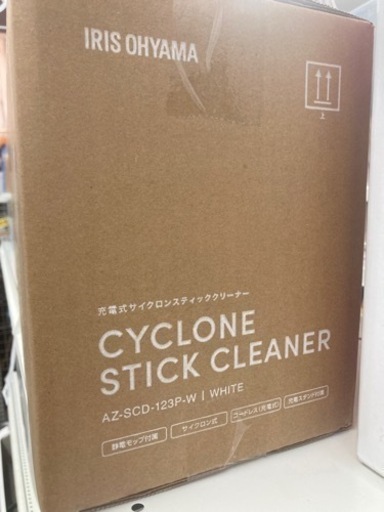 IRIS OHYAMA
上
充電式サイクロンスティッククリーナー
CYCLONE
STICK CLEANER
AZ-SCD-123P-W | WHITE
静電モップ付属 サイクロン式 コードレス(充電式) 充電スタンド付属